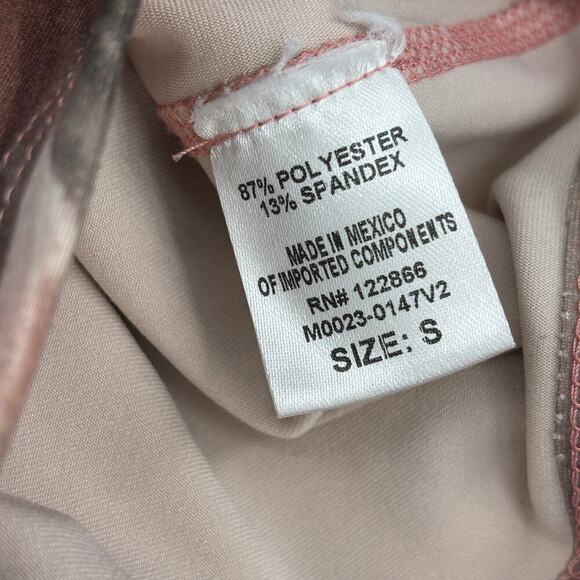 87% POLYESTER
13% SPANDEX
MADE IN MEXICO
OF IMPORTED COMPONENTS
RN# 122866
M0023-0147V2
SIZE: S